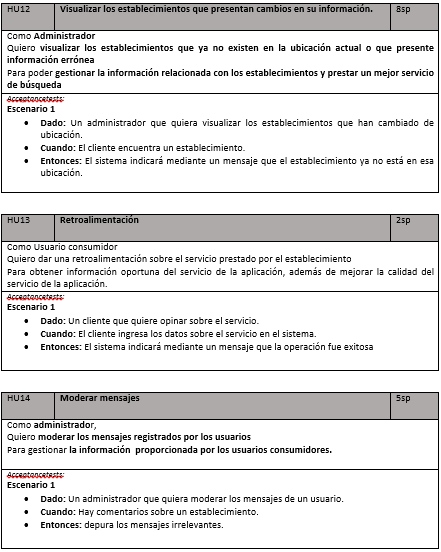 HU12 Visualizar los establecimientos que presentan cambios en su información. 8sp
Como Administrador
Quiero visualizar los establecimientos que ya no existen en la ubicación actual o que presente
información errónea
Para poder gestionar la información relacionada con los establecimientos y prestar un mejor servicio
de búsqueda
Acceptancetests:
Escenario 1
• Dado: Un administrador que quiera visualizar los establecimientos que han cambiado de
ubicación.
• Cuando: El cliente encuentra un establecimiento.
• Entonces: El sistema indicará mediante un mensaje que el establecimiento ya no está en esa
ubicación.
HU13 Retroalimentación 2sp
Como Usuario consumidor
Quiero dar una retroalimentación sobre el servicio prestado por el establecimiento
Para obtener información oportuna del servicio de la aplicación, además de mejorar la calidad del
servicio de la aplicación.
Acceptancetests:
Escenario 1
• Dado: Un cliente que quiere opinar sobre el servicio.
• Cuando: El cliente ingresa los datos sobre el servicio en el sistema.
• Entonces: El sistema indicará mediante un mensaje que la operación fue exitosa
HU14 Moderar mensajes 5sp
Como administrador,
Quiero moderar los mensajes registrados por los usuarios
Para gestionar la información proporcionada por los usuarios consumidores.
Acceptancetests:
Escenario 1
• Dado: Un administrador que quiera moderar los mensajes de un usuario.
• Cuando: Hay comentarios sobre un establecimiento.
• Entonces: depura los mensajes irrelevantes.